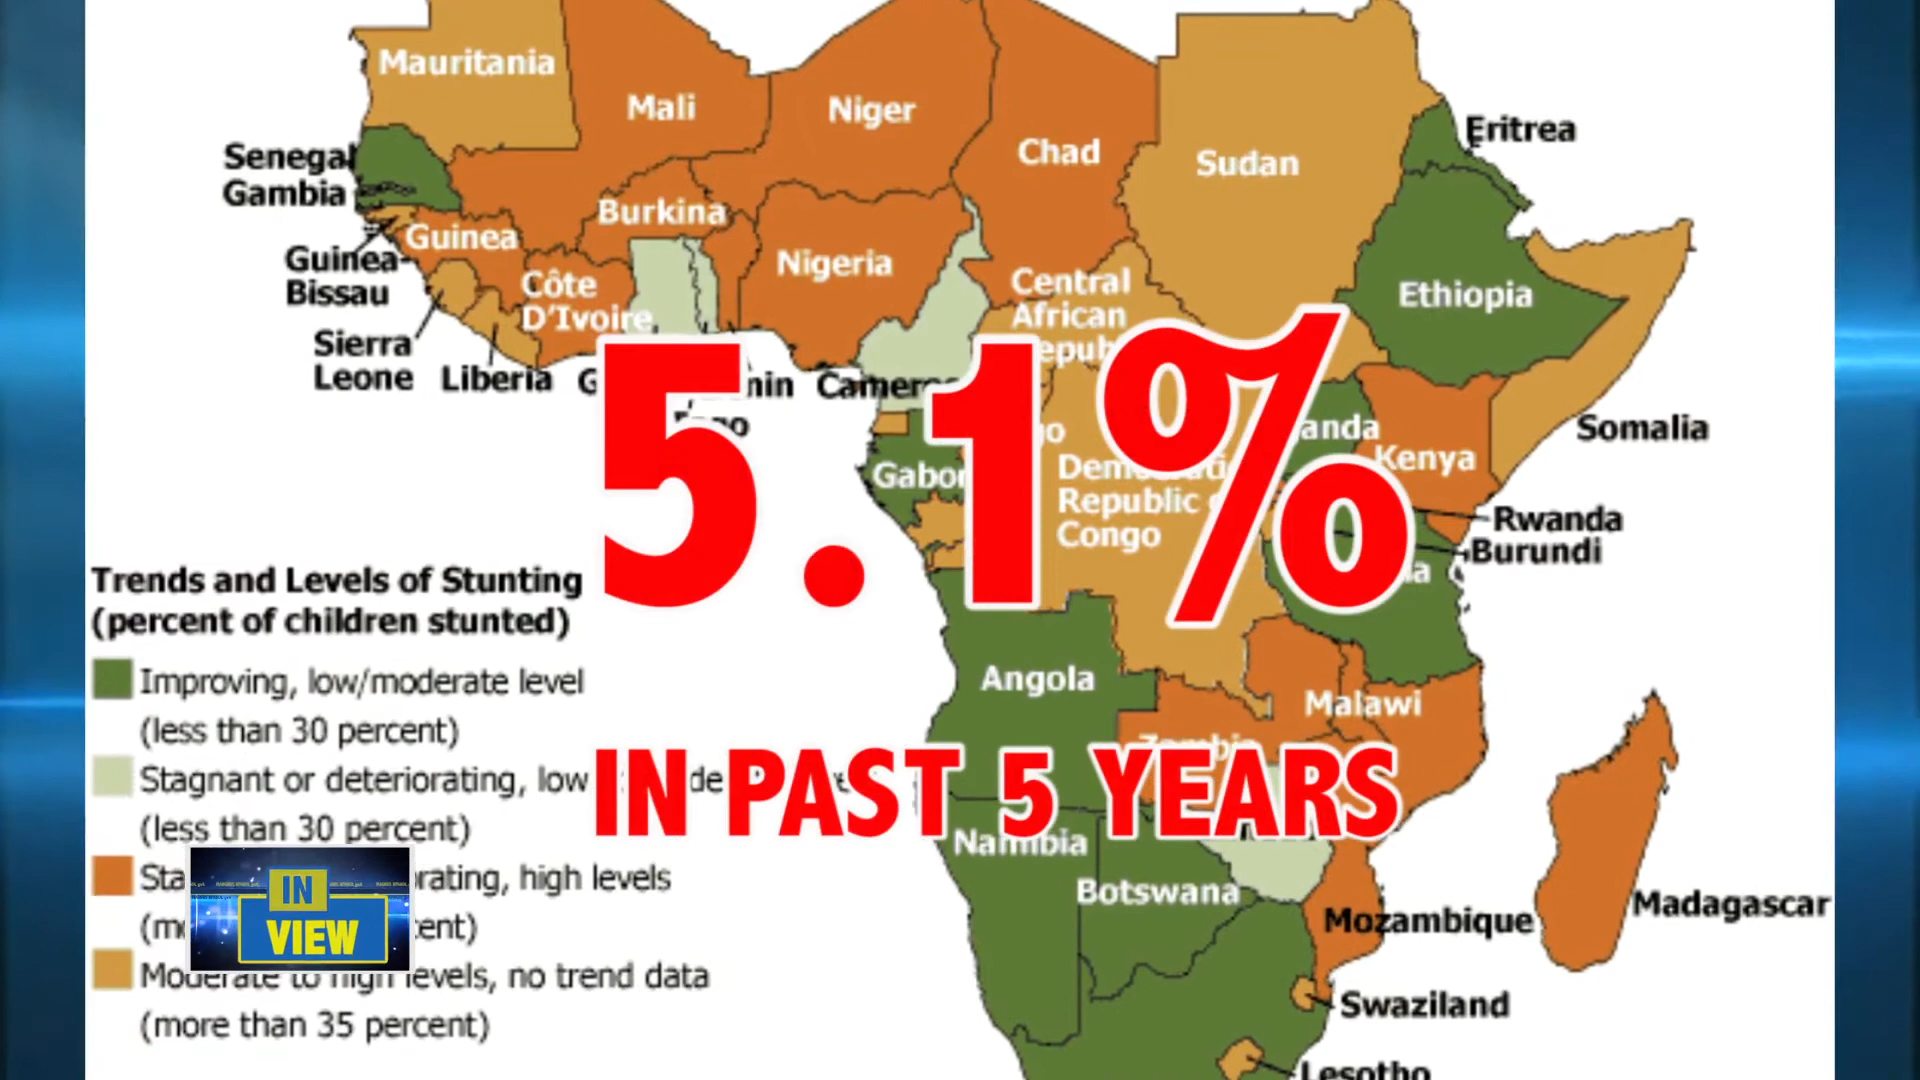 Mauritania
Mali
Niger
Chad
Sudan
Eritrea
Senegal
Gambia
Burkina
Guinea
Nigeria
Guinea-
Bissau
Côte
D'Ivoire
Central
African
Ethiopia
Sierra
Leone
Liberia
5.1%
Kenya
Somalia
Republic
Congo
Rwanda
Burundi
Trends and Levels of Stunting
(percent of children stunted)
Improving, low/moderate level
(less than 30 percent)
Angola
Malawi
IN PAST 5 YEARS
Stagnant or deteriorating, low
(less than 30 percent)
Namibia
Botswana
high levels
Mozambique
Madagascar
IN
VIEW
Moderate to high levels, no trend data
(more than 35 percent)
Swaziland
Lesotho